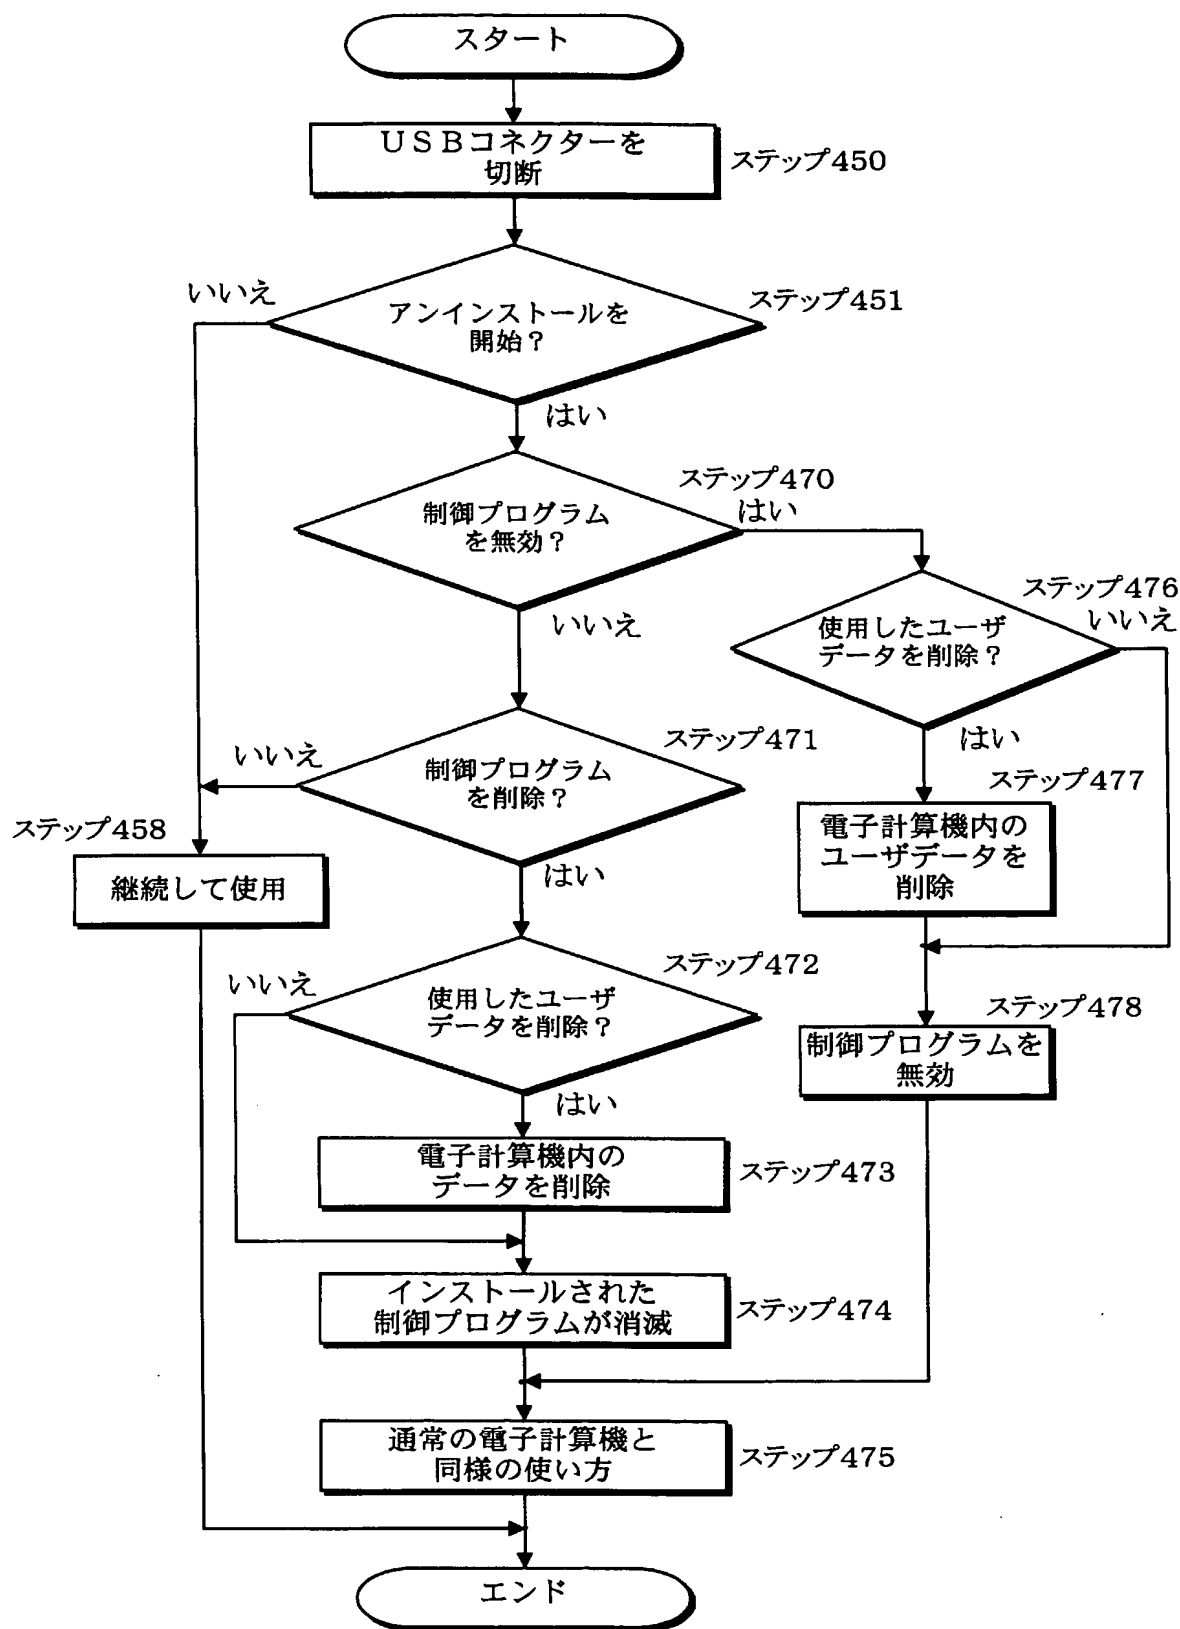 スタート
USBコネクターを
切断
ステップ450
いいえ
アンインストールを
開始？
ステップ451
はい
制御プログラム
を無効？
ステップ470
はい
いいえ
ステップ476
使用したユーザ
データを削除？
いいえ
はい
ステップ471
いいえ
制御プログラム
を削除？
はい
ステップ477
電子計算機内の
ユーザデータを
削除
ステップ458
継続して使用
ステップ472
いいえ
使用したユーザ
データを削除？
はい
ステップ478
制御プログラムを
無効
電子計算機内の
データを削除
ステップ473
インストールされた
制御プログラムが消滅
ステップ474
通常の電子計算機と
同様の使い方
ステップ475
エンド